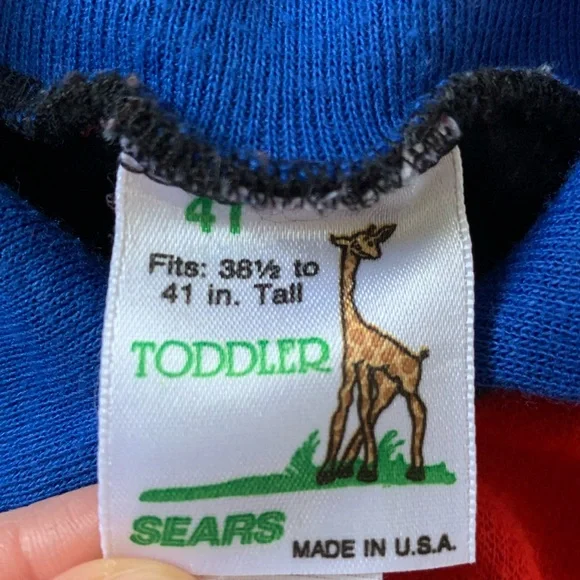 4T
Fits: 38½ to
41 in. Tall
TODDLER
SEARS
MADE IN U.S.A.